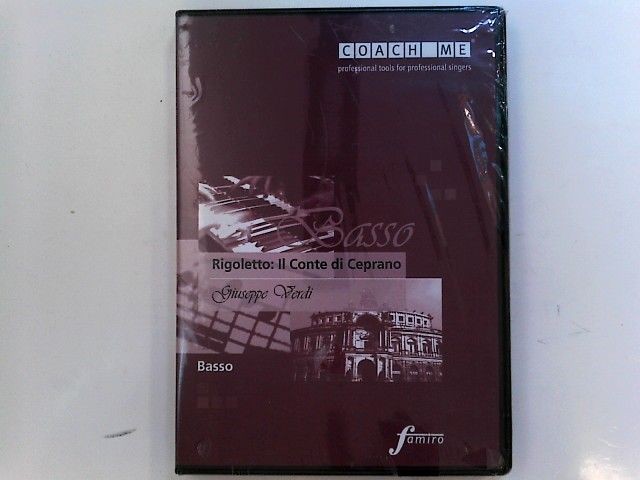 COACH ME
professional tools for professional singers
Basso
Rigoletto: Il Conte di Ceprano
Giuseppe Verdi
Basso
famiro